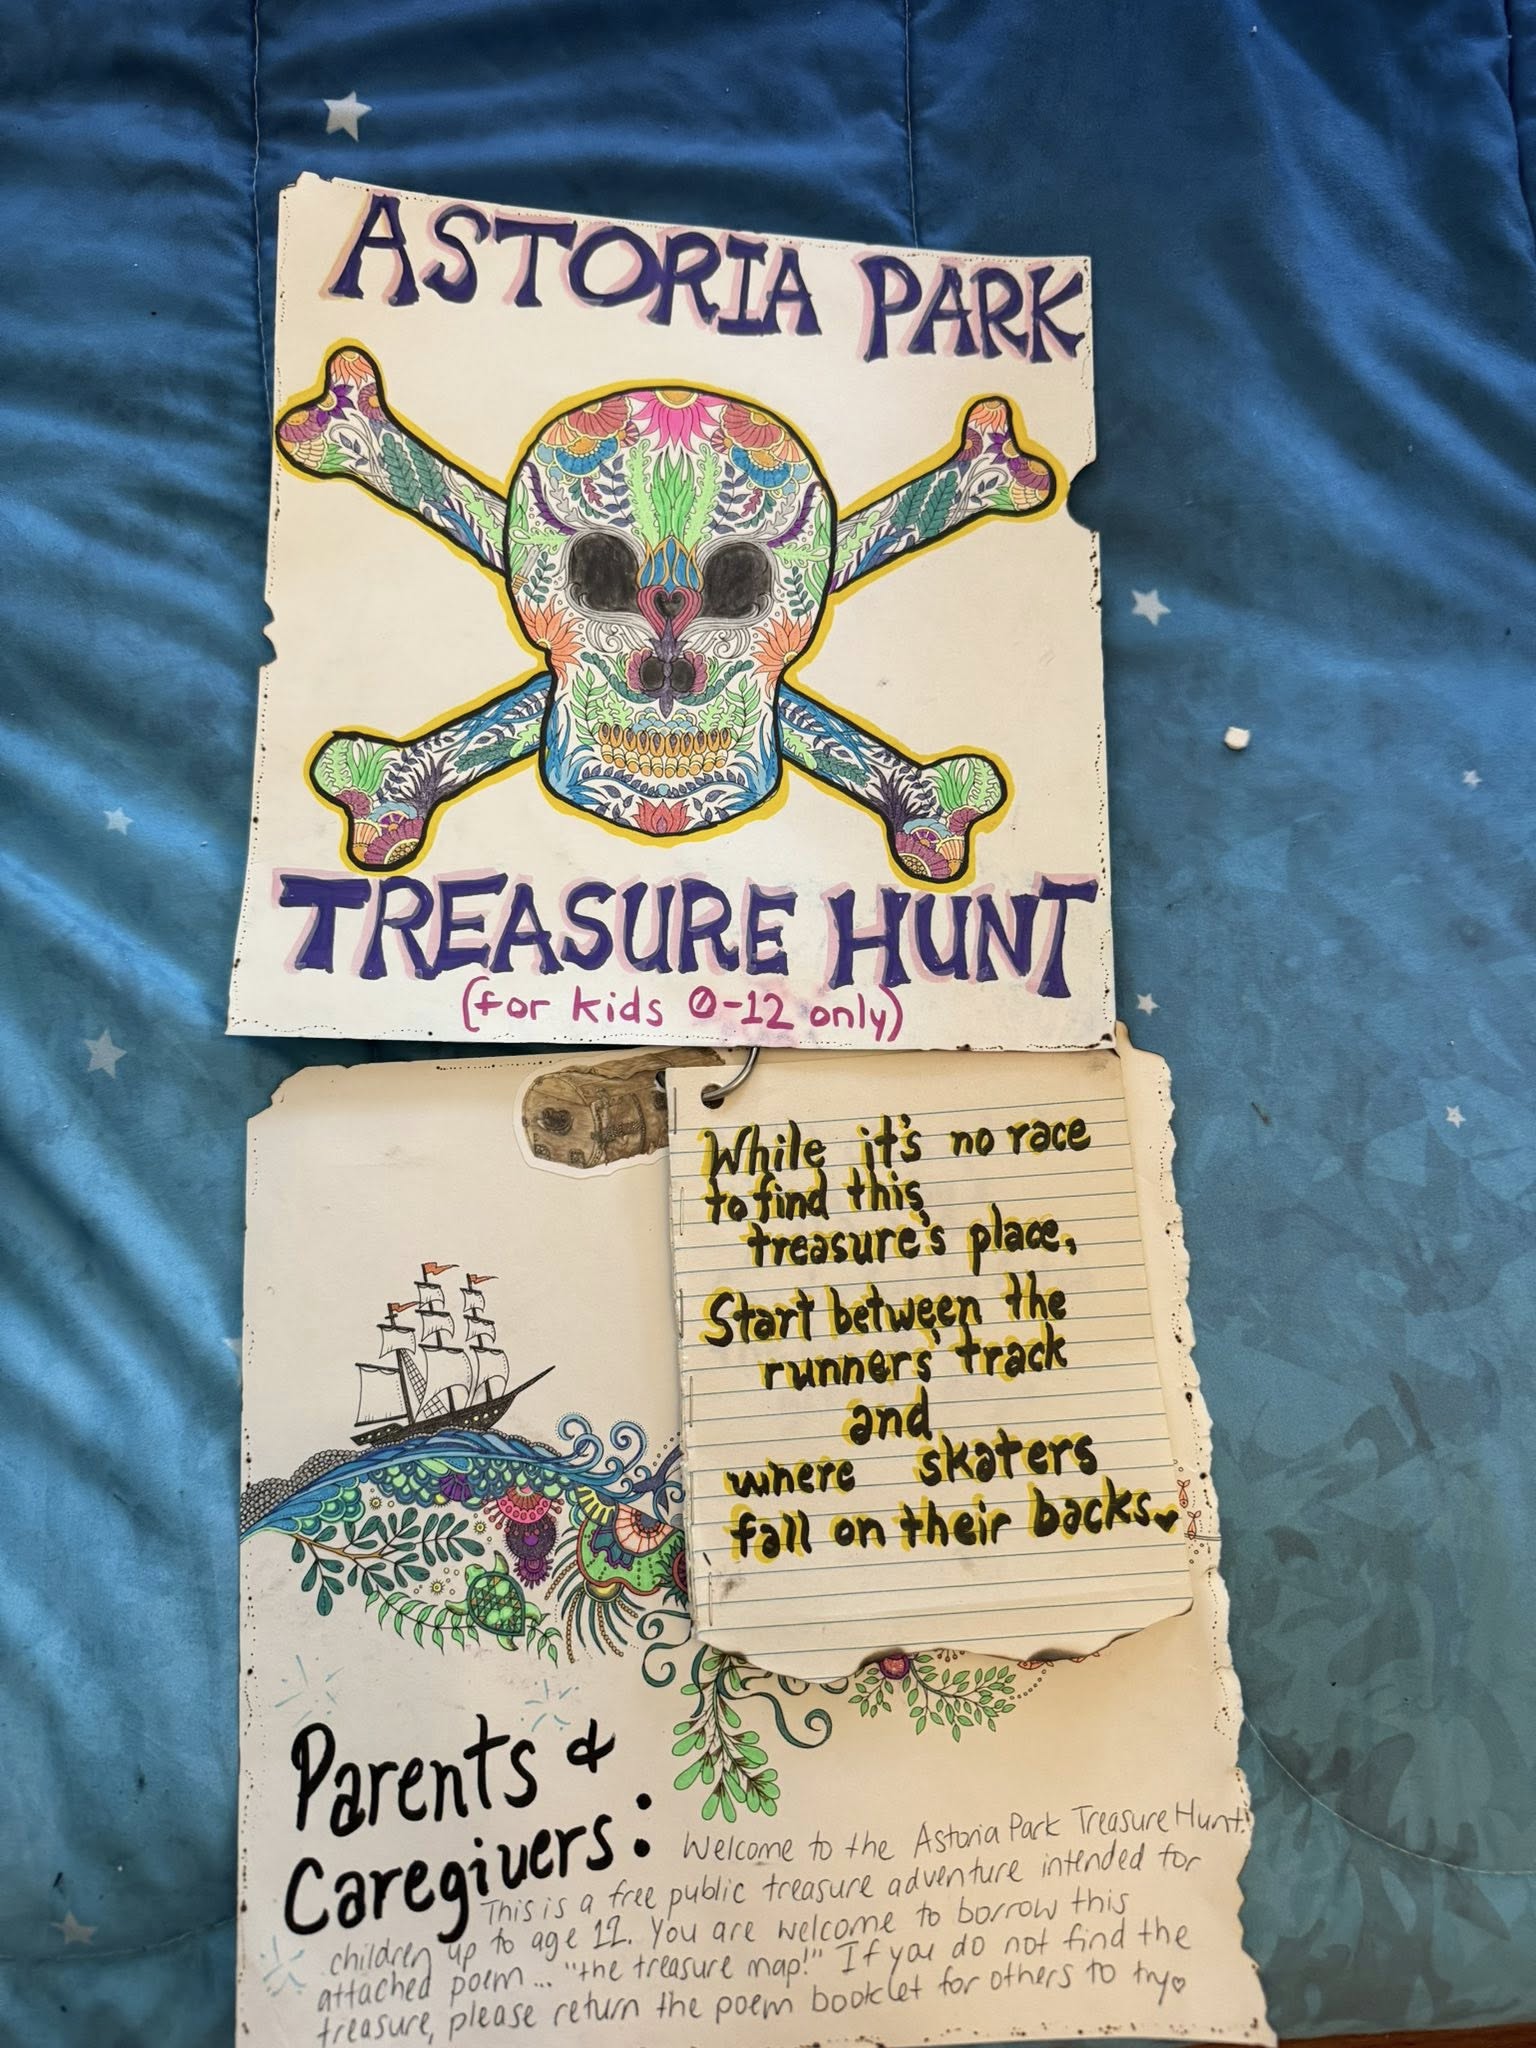 ASTORIA PARK
TREASURE HUNT
(for kids 0-12 only)
While it's no race
to find this
treasure's place,
Start between the
runners' track
and
where skaters
fall on their backs
Parents &
Caregivers:
Welcome to the Astoria Park Treasure Hunt!
This is a free public treasure adventure intended for
children up to age 12. You are welcome to borrow this
attached poem... "the treasure map!" If you do not find the
treasure, please return the poem booklet for others to try